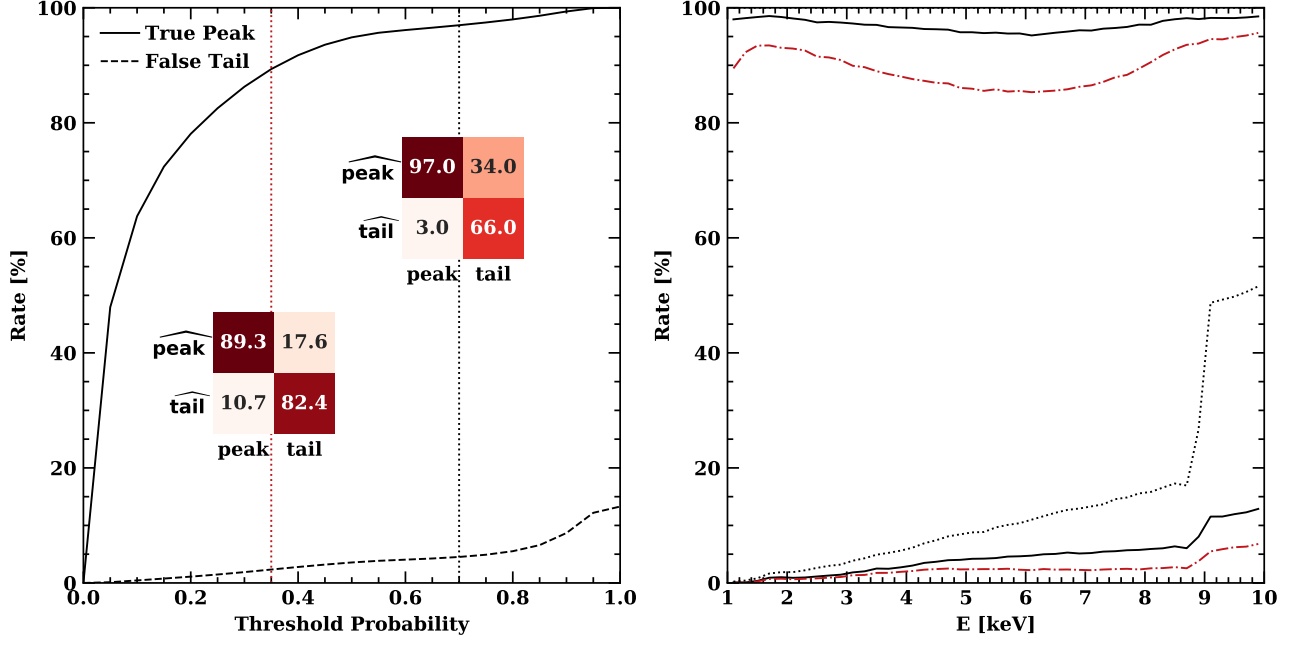 100
80
60
40
20
0
Rate [%]
True Peak
False Tail
peak 97.0 34.0
tail 3.0 66.0
peak tail
peak 89.3 17.6
tail 10.7 82.4
peak tail
0.0 0.2 0.4 0.6 0.8 1.0
Threshold Probability
100
80
60
40
20
0
Rate [%]
1 2 3 4 5 6 7 8 9 10
E [keV]